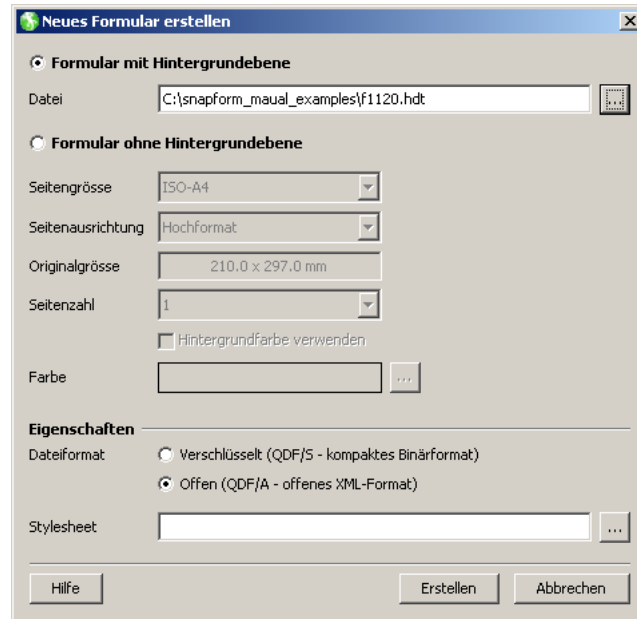 Neues Formular erstellen
Formular mit Hintergrundebene
Datei C:\snapform_maual_examples\f1120.hdt ...
Formular ohne Hintergrundebene
Seitengrösse ISO-A4
Seitenausrichtung Hochformat
Originalgrösse 210.0 x 297.0 mm
Seitenzahl 1
Hintergrundfarbe verwenden
Farbe ...
Eigenschaften
Dateiformat Verschlüsselt (QDF/S - kompaktes Binärformat)
Offen (QDF/A - offenes XML-Format)
Stylesheet ...
Hilfe Erstellen Abbrechen